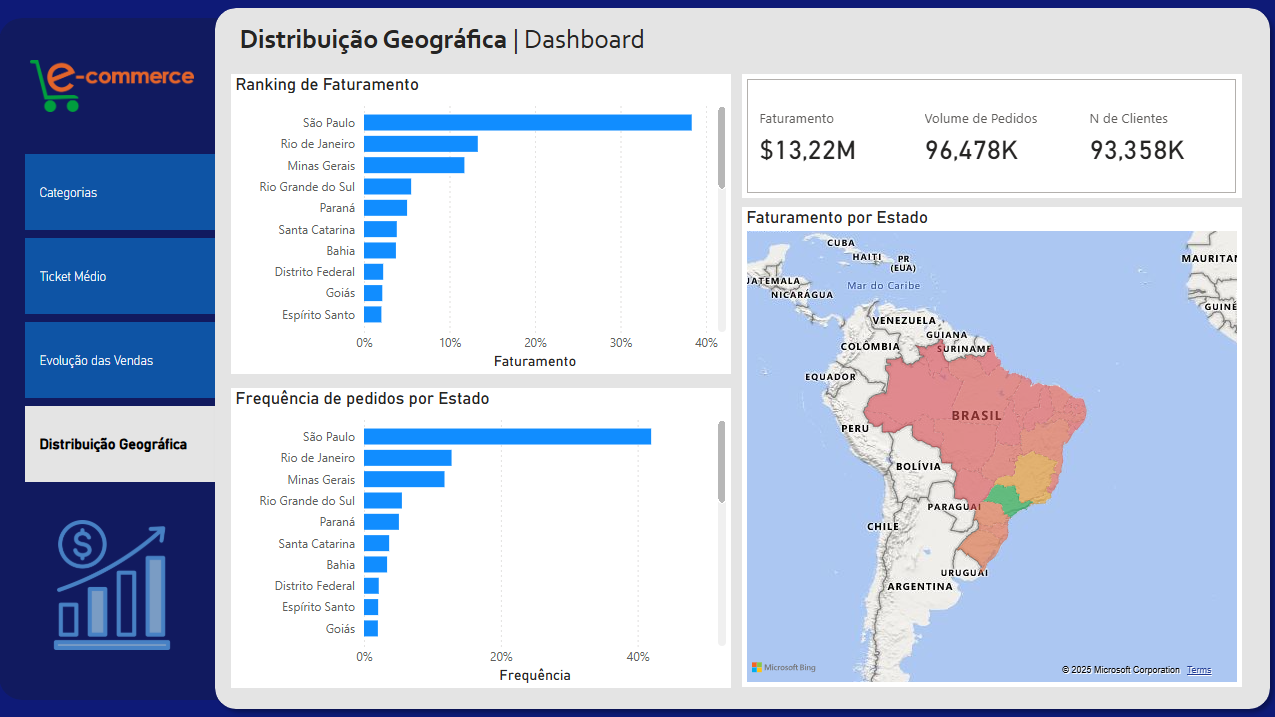 e-commerce
Categorias
Ticket Médio
Evolução das Vendas
Distribuição Geográfica
Distribuição Geográfica | Dashboard
Ranking de Faturamento
São Paulo
Rio de Janeiro
Minas Gerais
Rio Grande do Sul
Paraná
Santa Catarina
Bahia
Distrito Federal
Goiás
Espírito Santo
0% 10% 20% 30% 40%
Faturamento
Frequência de pedidos por Estado
São Paulo
Rio de Janeiro
Minas Gerais
Rio Grande do Sul
Paraná
Santa Catarina
Bahia
Distrito Federal
Espírito Santo
Goiás
0% 20% 40%
Frequência
Faturamento Volume de Pedidos N de Clientes
$13,22M 96,478K 93,358K
Faturamento por Estado
CUBA
HAITI PR
(EUA)
MAURITAN
UATEMALA
Mar do Caribe
NICARÁGUA
GUINÉ
VENEZUELA
GUIANA
COLÔMBIA SURINAME
EQUADOR
BRASIL
PERU
BOLÍVIA
PARAGUAI
CHILE
URUGUAI
ARGENTINA
Microsoft Bing
© 2025 Microsoft Corporation Terms
$